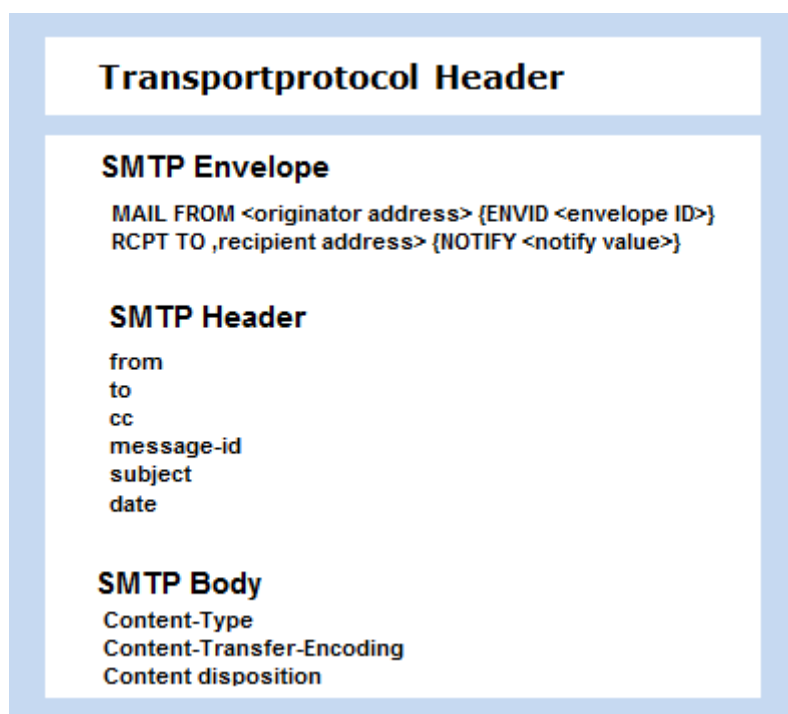 Transportprotocol Header
SMTP Envelope
MAIL FROM <originator address> {ENVID <envelope ID>}
RCPT TO ,recipient address> {NOTIFY <notify value>}
SMTP Header
from
to
cc
message-id
subject
date
SMTP Body
Content-Type
Content-Transfer-Encoding
Content disposition